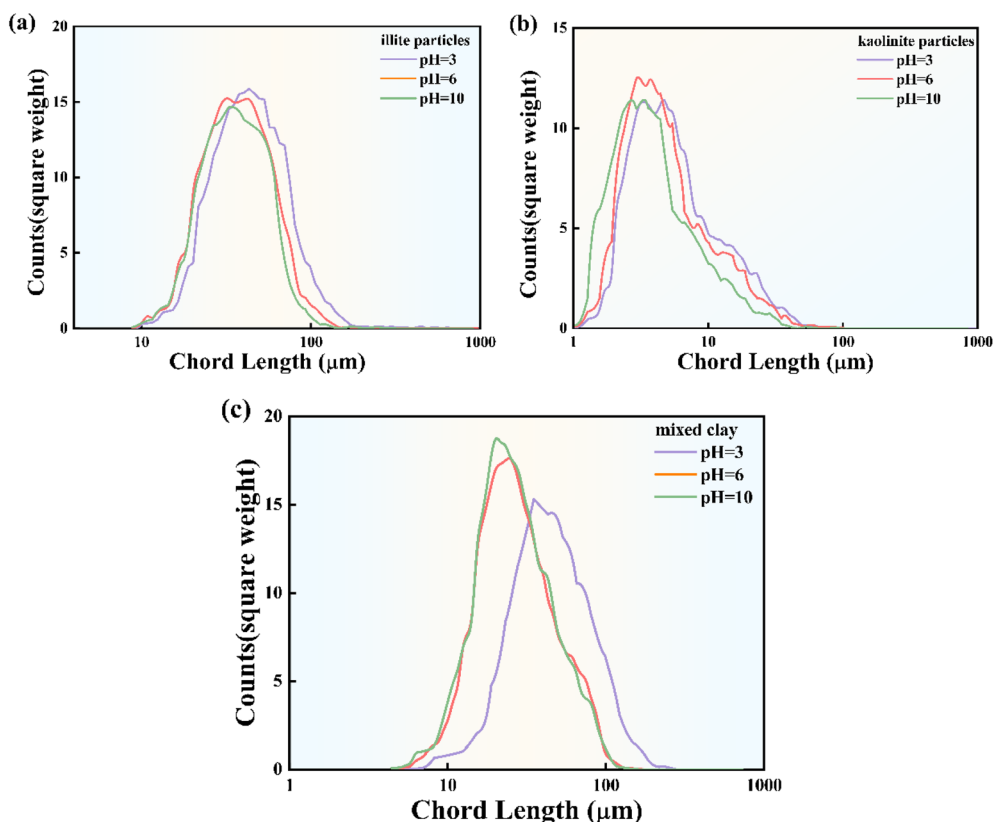 (a)
20
15
10
5
0
Counts(square weight)
illite particles
pH=3
pH=6
pH=10
10
100
1000
Chord Length (μm)
(b)
15
10
5
0
Counts(square weight)
kaolinite particles
pH=3
pH=6
pH=10
1
10
100
1000
Chord Length (μm)
(c)
20
15
10
5
0
Counts(square weight)
mixed clay
pH=3
pH=6
pH=10
1
10
100
1000
Chord Length (μm)